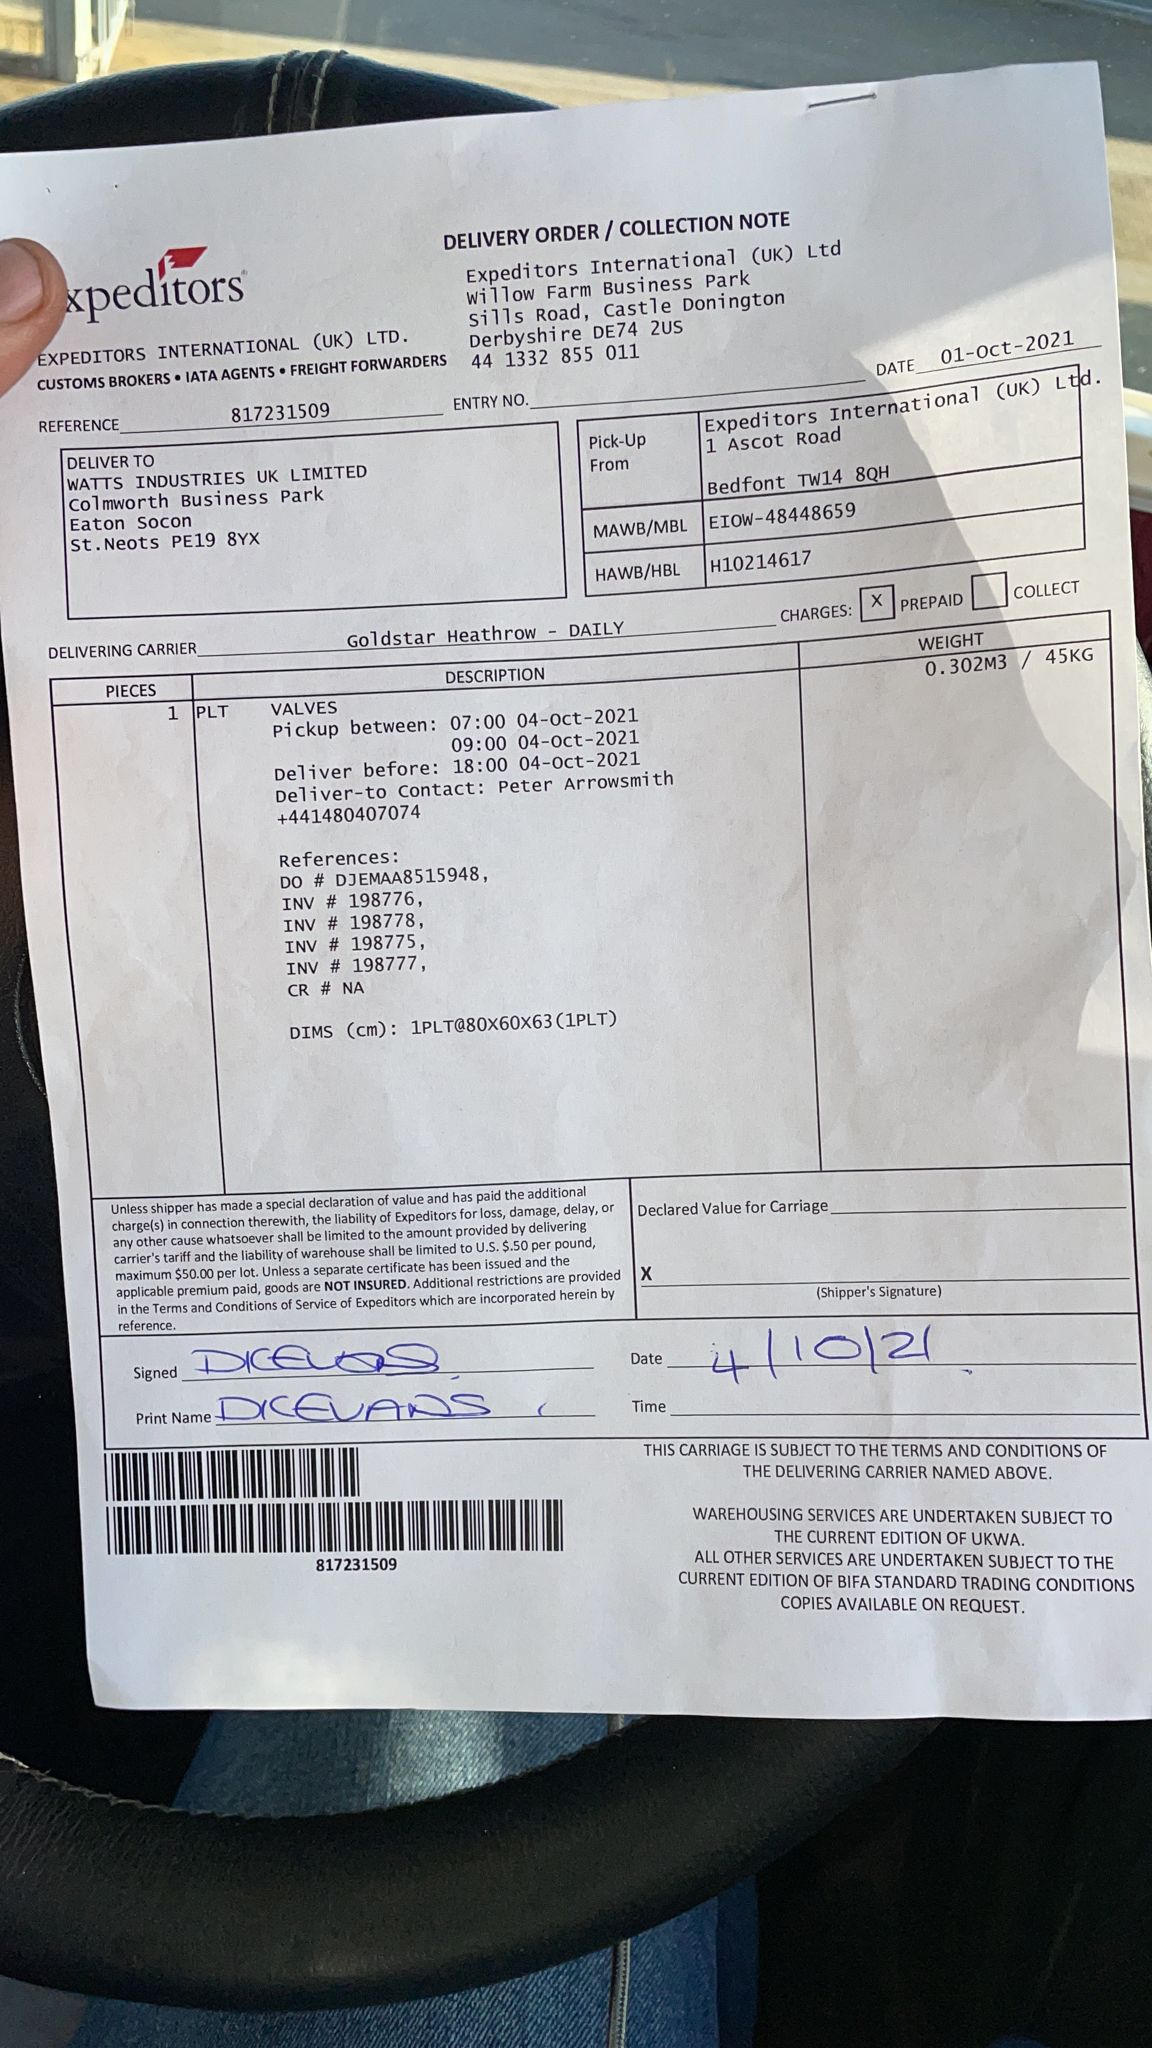 xpeditors
DELIVERY ORDER / COLLECTION NOTE
Expeditors International (UK) Ltd
Willow Farm Business Park
Sills Road, Castle Donington
Derbyshire DE74 2US
44 1332 855 011
EXPEDITORS INTERNATIONAL (UK) LTD.
CUSTOMS BROKERS • IATA AGENTS • FREIGHT FORWARDERS
DATE 01-Oct-2021
REFERENCE 817231509 ENTRY NO.
DELIVER TO
WATTS INDUSTRIES UK LIMITED
Colmworth Business Park
Eaton Socon
St.Neots PE19 8YX
Pick-Up From
Expeditors International (UK) Ltd.
1 Ascot Road
Bedfont TW14 8QH
MAWB/MBL EIOW-48448659
HAWB/HBL H10214617
DELIVERING CARRIER Goldstar Heathrow - DAILY
CHARGES: X PREPAID COLLECT
PIECES DESCRIPTION WEIGHT
1 PLT VALVES 0.302M3 / 45KG
Pickup between: 07:00 04-Oct-2021
09:00 04-Oct-2021
Deliver before: 18:00 04-Oct-2021
Deliver-to Contact: Peter Arrowsmith
+441480407074
References:
DO # DJEMAA8515948,
INV # 198776,
INV # 198778,
INV # 198775,
INV # 198777,
CR # NA
DIMS (cm): 1PLT@80X60X63(1PLT)
Unless shipper has made a special declaration of value and has paid the additional
charge(s) in connection therewith, the liability of Expeditors for loss, damage, delay, or
any other cause whatsoever shall be limited to the amount provided by delivering
carrier's tariff and the liability of warehouse shall be limited to U.S. $.50 per pound,
maximum $50.00 per lot. Unless a separate certificate has been issued and the
applicable premium paid, goods are NOT INSURED. Additional restrictions are provided
in the Terms and Conditions of Service of Expeditors which are incorporated herein by
reference.
Declared Value for Carriage
X
(Shipper's Signature)
Signed DKEVANS
Date 4/10/21
Print Name DKEVANS
Time
817231509
THIS CARRIAGE IS SUBJECT TO THE TERMS AND CONDITIONS OF
THE DELIVERING CARRIER NAMED ABOVE.
WAREHOUSING SERVICES ARE UNDERTAKEN SUBJECT TO
THE CURRENT EDITION OF UKWA.
ALL OTHER SERVICES ARE UNDERTAKEN SUBJECT TO THE
CURRENT EDITION OF BIFA STANDARD TRADING CONDITIONS
COPIES AVAILABLE ON REQUEST.